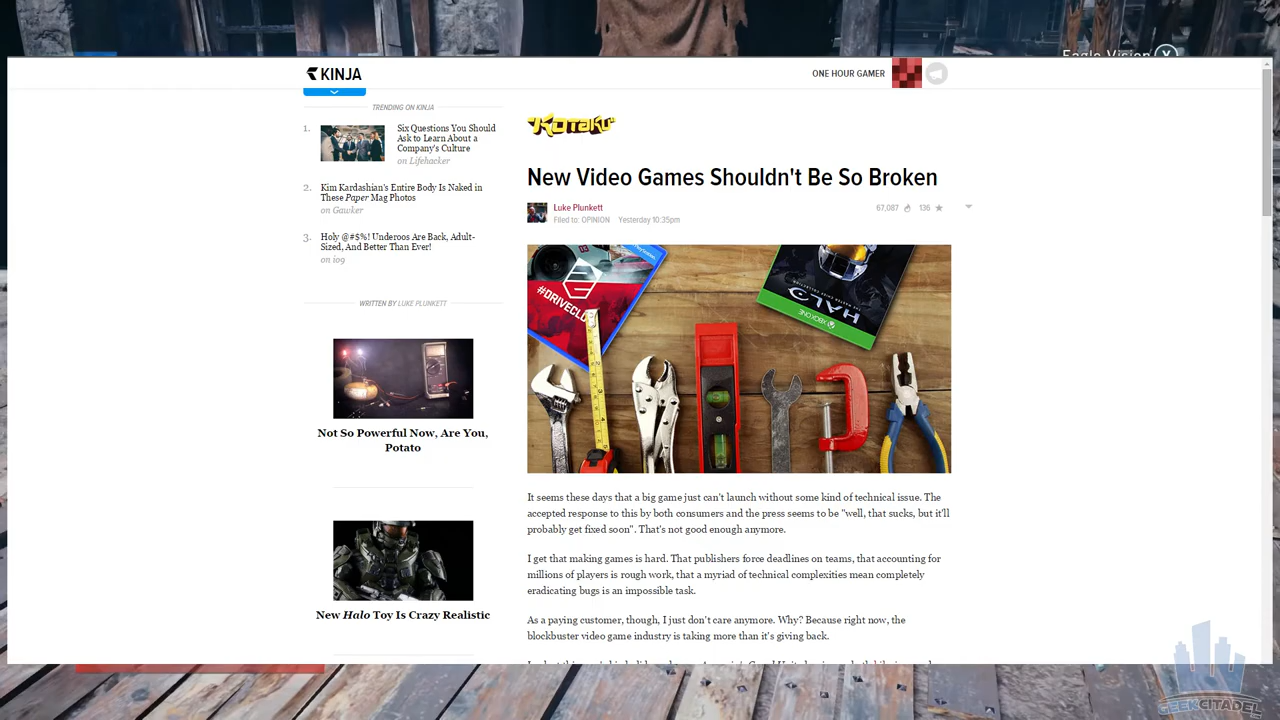 Eagle Vision X
KINJA
ONE HOUR GAMER
TRENDING ON KINJA
1. Six Questions You Should
Ask to Learn About a
Company's Culture
on Lifehacker
2. Kim Kardashian's Entire Body Is Naked in
These Paper Mag Photos
on Gawker
3. Holy @#$%! Underoos Are Back, Adult-
Sized, And Better Than Ever!
on io9
WRITTEN BY LUKE PLUNKETT
Not So Powerful Now, Are You,
Potato
New Halo Toy Is Crazy Realistic
KOTAKU
New Video Games Shouldn't Be So Broken
Luke Plunkett
Filed to: OPINION Yesterday 10:35pm
67,087 136
#DRIVECLU
HALO
XBOX ONE
It seems these days that a big game just can't launch without some kind of technical issue. The
accepted response to this by both consumers and the press seems to be "well, that sucks, but it'll
probably get fixed soon". That's not good enough anymore.
I get that making games is hard. That publishers force deadlines on teams, that accounting for
millions of players is rough work, that a myriad of technical complexities mean completely
eradicating bugs is an impossible task.
As a paying customer, though, I just don't care anymore. Why? Because right now, the
blockbuster video game industry is taking more than it's giving back.
GEEKCITADEL